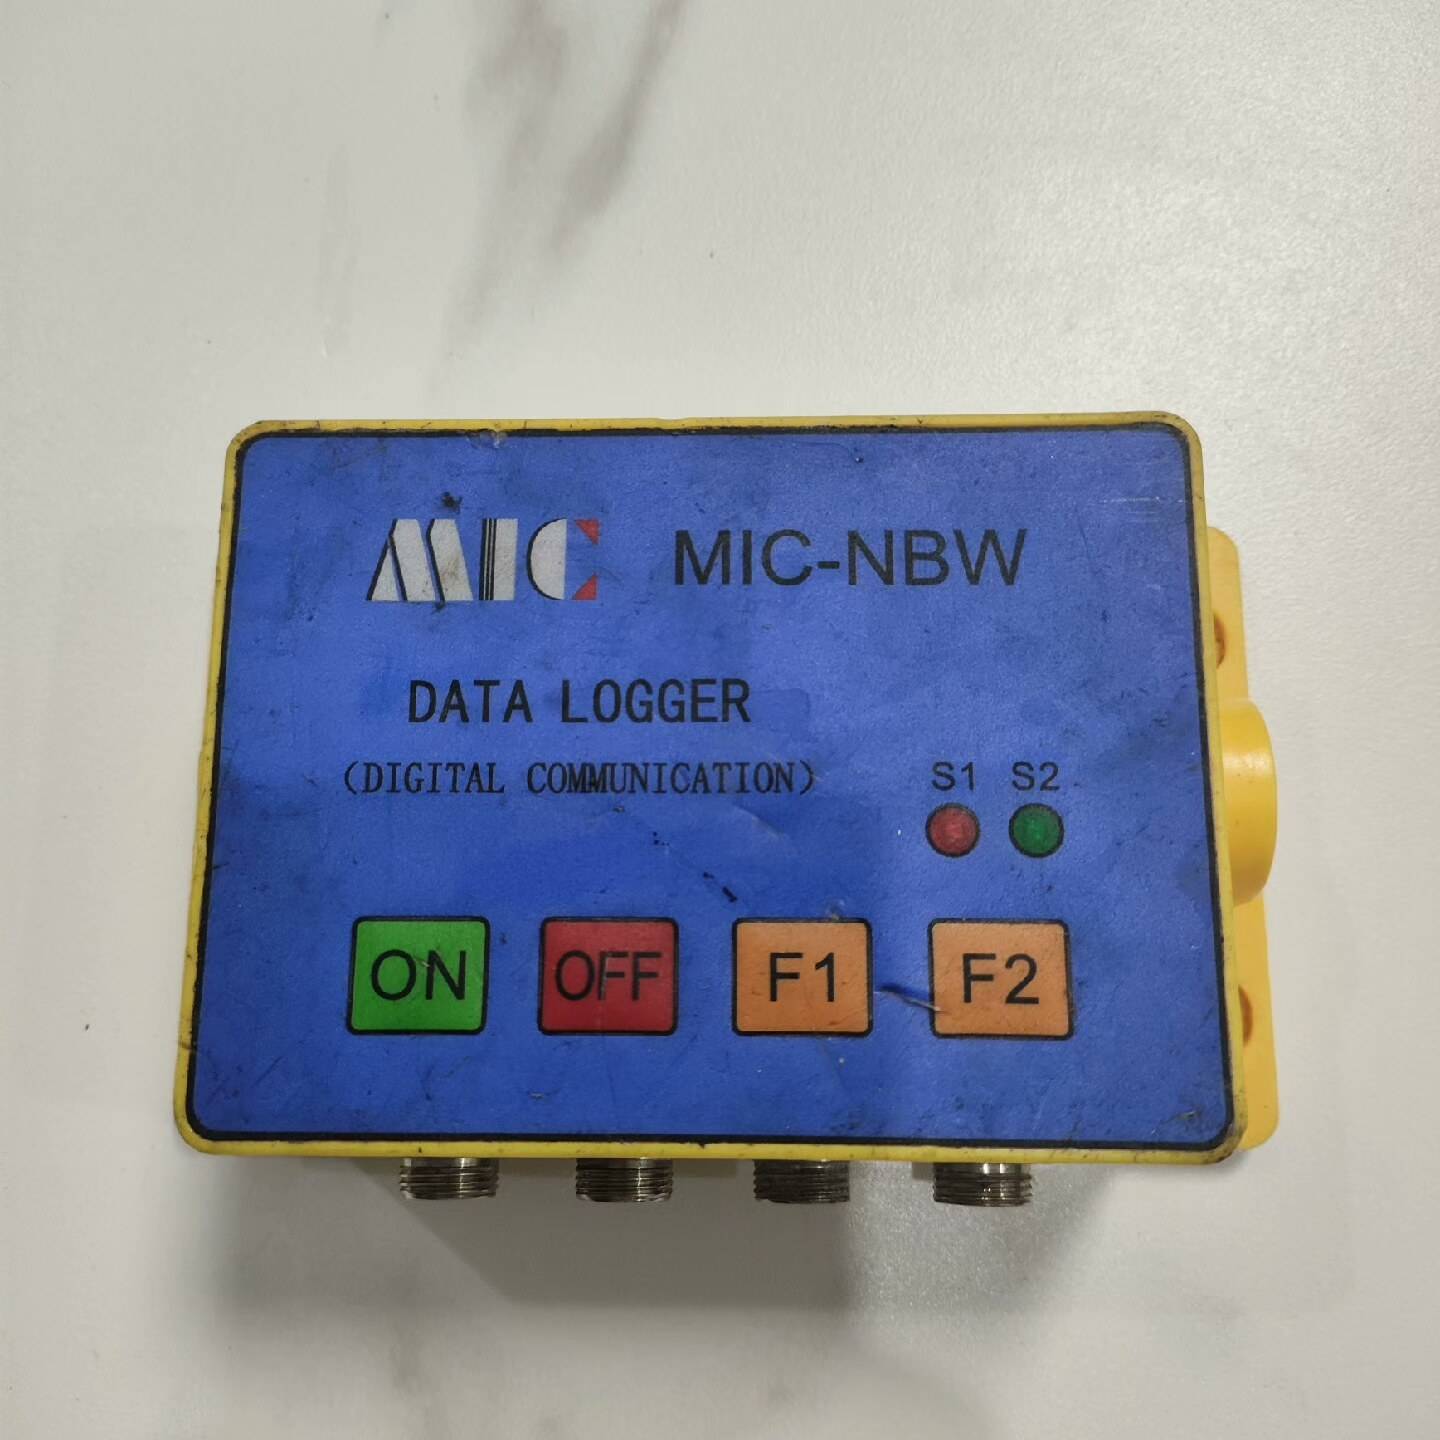 MIC MIC-NBW
DATA LOGGER
(DIGITAL COMMUNICATION)
S1 S2
ON OFF F1 F2